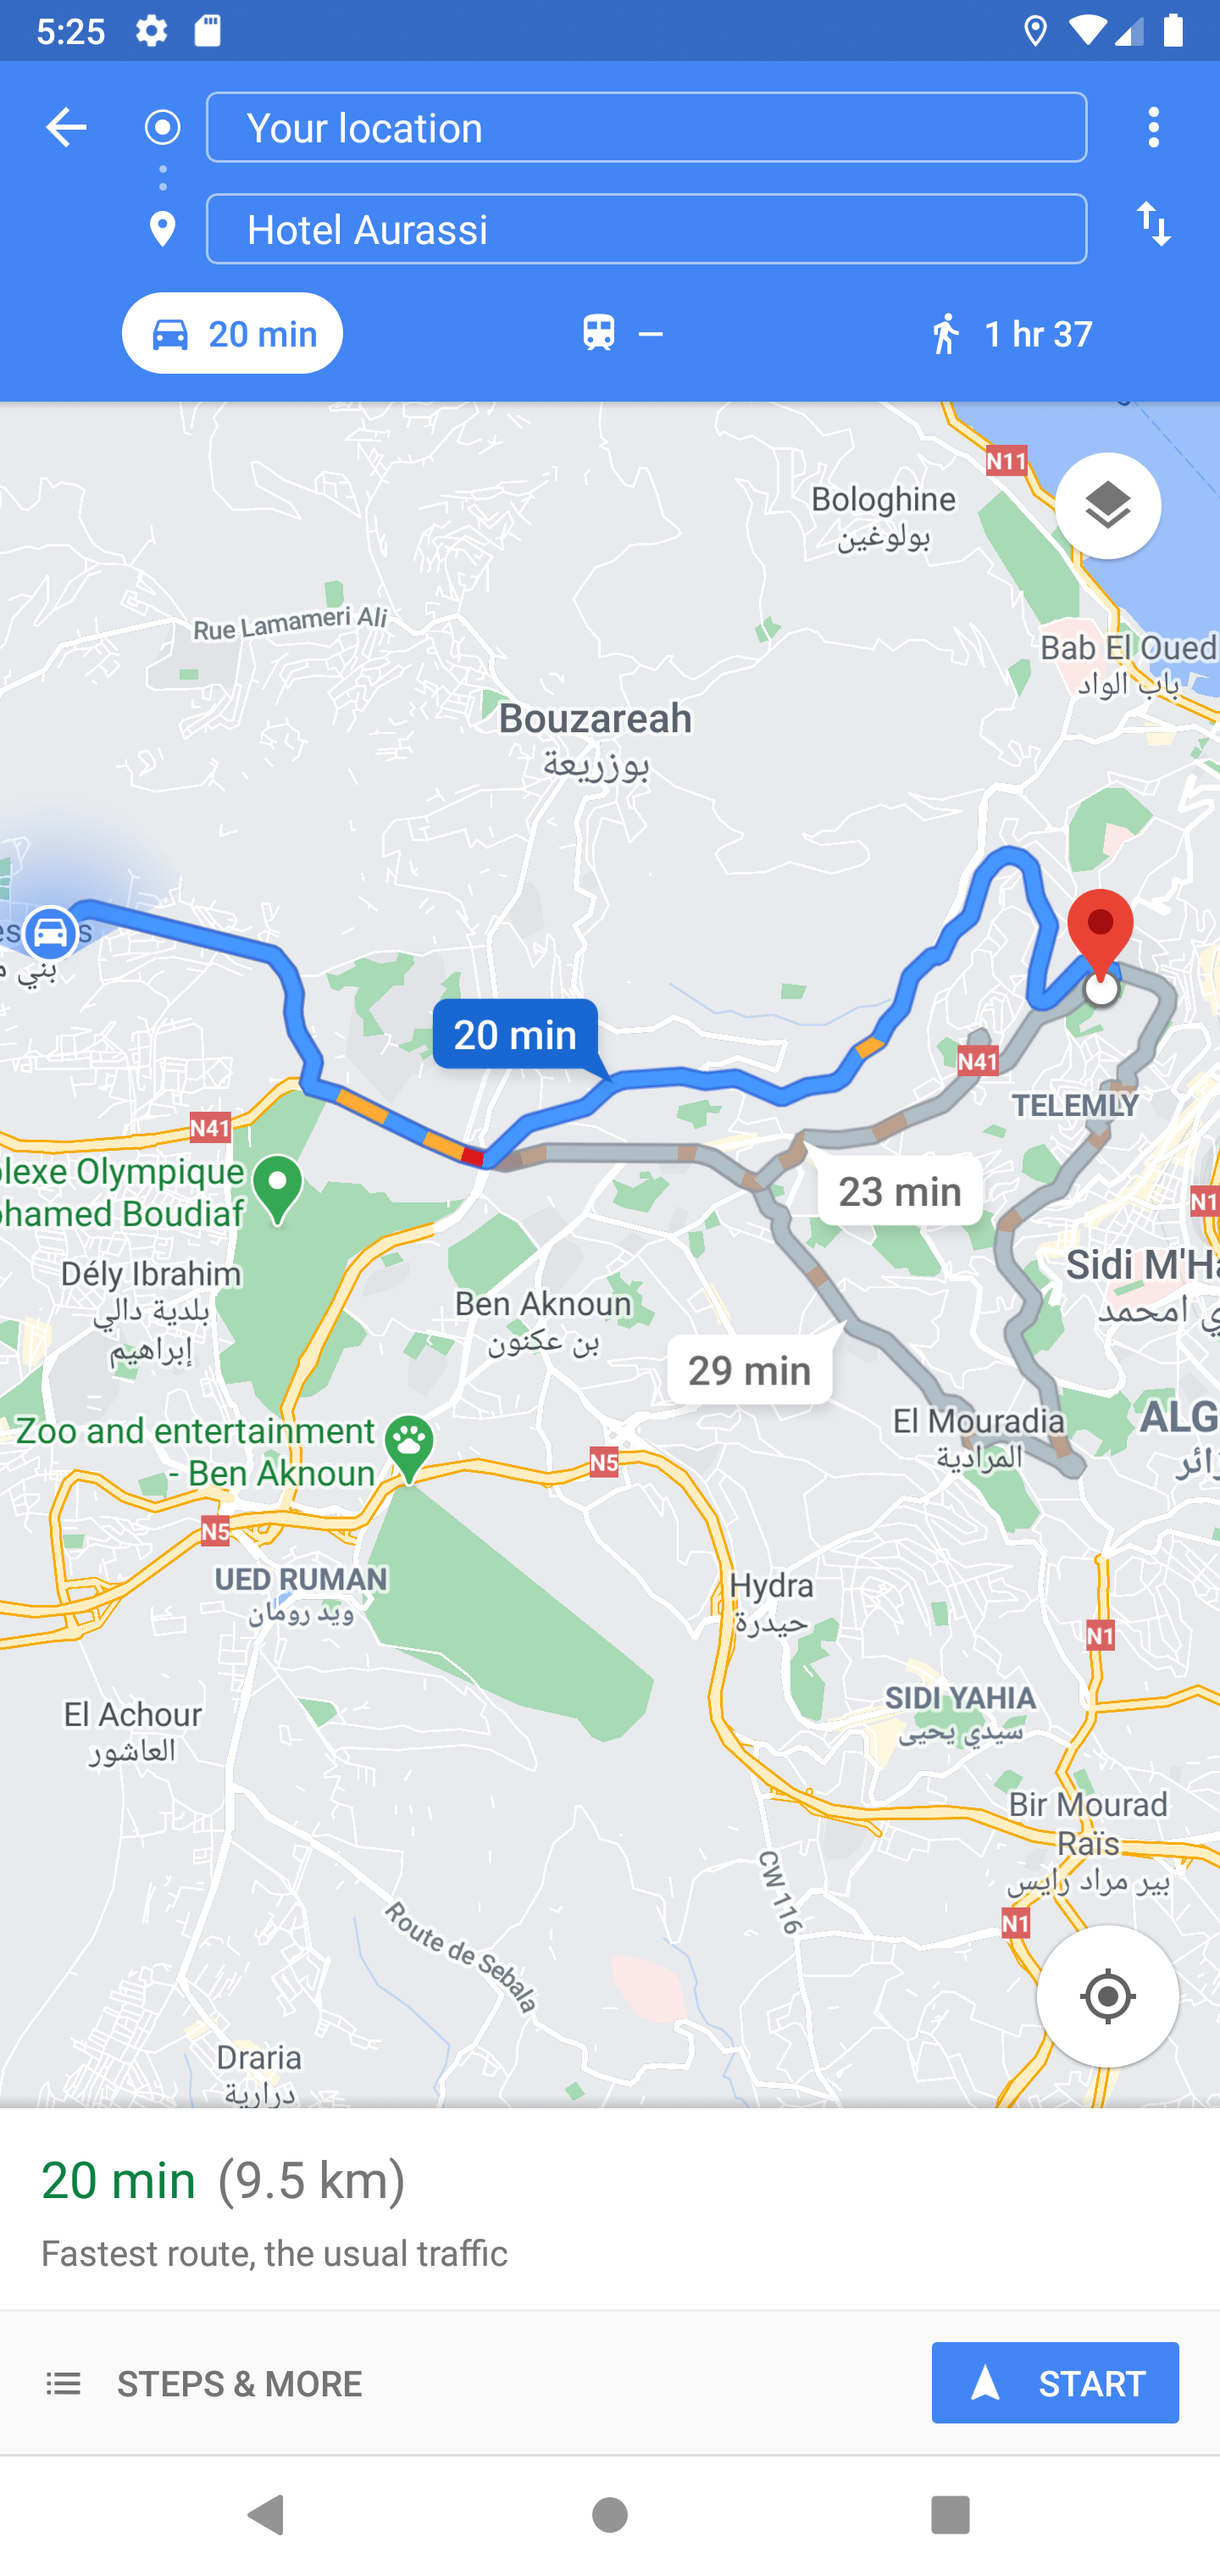 5:25
Your location
Hotel Aurassi
20 min
—
1 hr 37
N11
Bologhine
بولوغين
Rue Lamameri Ali
Bab El Oued
باب الواد
Bouzareah
بوزريعة
بني
20 min
N41
N41
TELEMLY
lexe Olympique
hamed Boudiaf
23 min
N1
Sidi M'Ha
ي امحمد
Dély Ibrahim
بلدية دالي
إبراهيم
Ben Aknoun
بن عكنون
29 min
El Mouradia
المرادية
ALG
زائر
Zoo and entertainment
- Ben Aknoun
N5
N5
UED RUMAN
ويد رومان
Hydra
حيدرة
N1
SIDI YAHIA
سيدي يحيى
El Achour
العاشور
Bir Mourad
Raïs
بير مراد رايس
CW 116
N1
Route de Sebala
Draria
درارية
20 min (9.5 km)
Fastest route, the usual traffic
STEPS & MORE
START